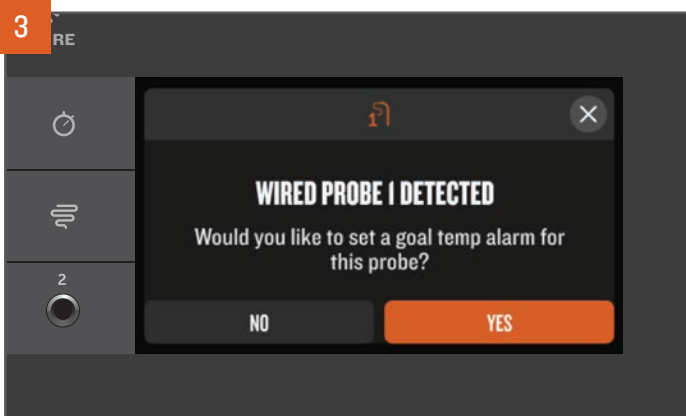 3
RE
1
WIRED PROBE 1 DETECTED
Would you like to set a goal temp alarm for
this probe?
2
NO
YES